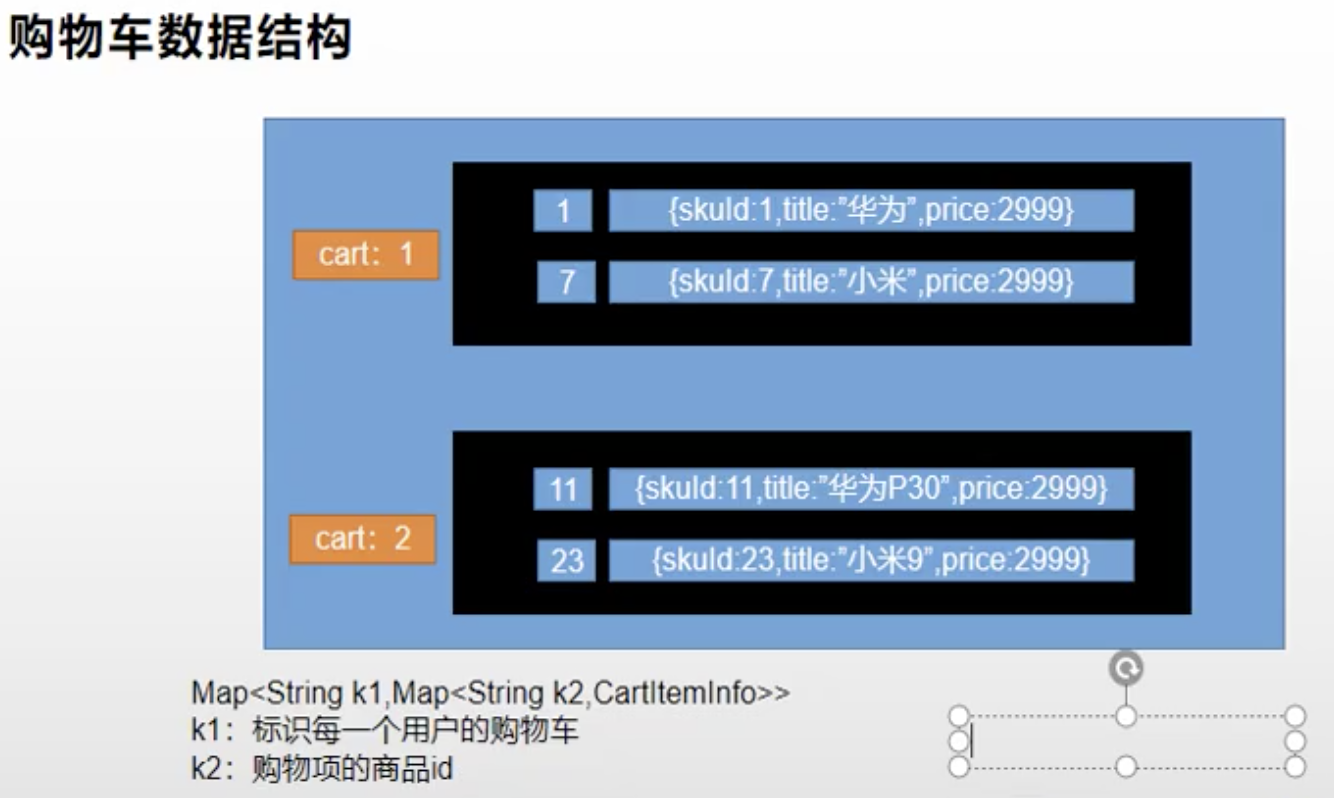 购物车数据结构
cart：1
1
{skuId:1,title:”华为”,price:2999}
7
{skuId:7,title:”小米”,price:2999}
cart：2
11
{skuId:11,title:”华为P30”,price:2999}
23
{skuId:23,title:”小米9”,price:2999}
Map<String k1,Map<String k2,CartItemInfo>>
k1：标识每一个用户的购物车
k2：购物项的商品id